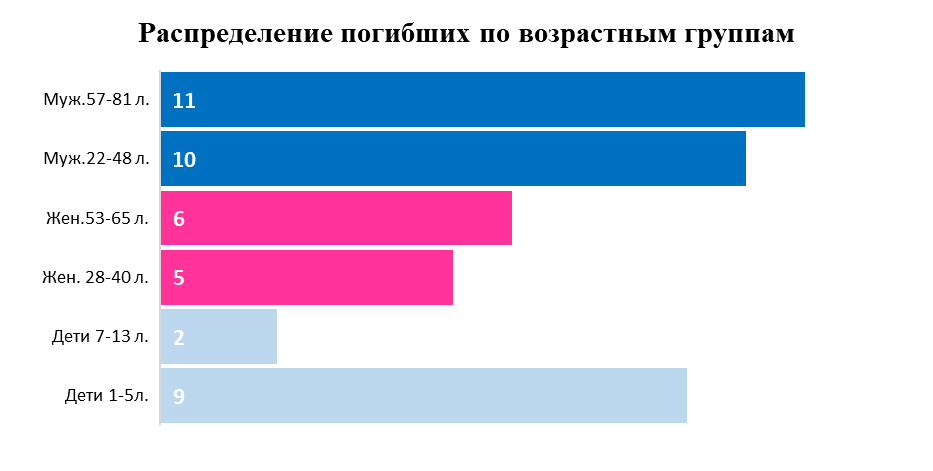 Распределение погибших по возрастным группам
Муж.57-81 л. 11
Муж.22-48 л. 10
Жен.53-65 л. 6
Жен. 28-40 л. 5
Дети 7-13 л. 2
Дети 1-5л. 9